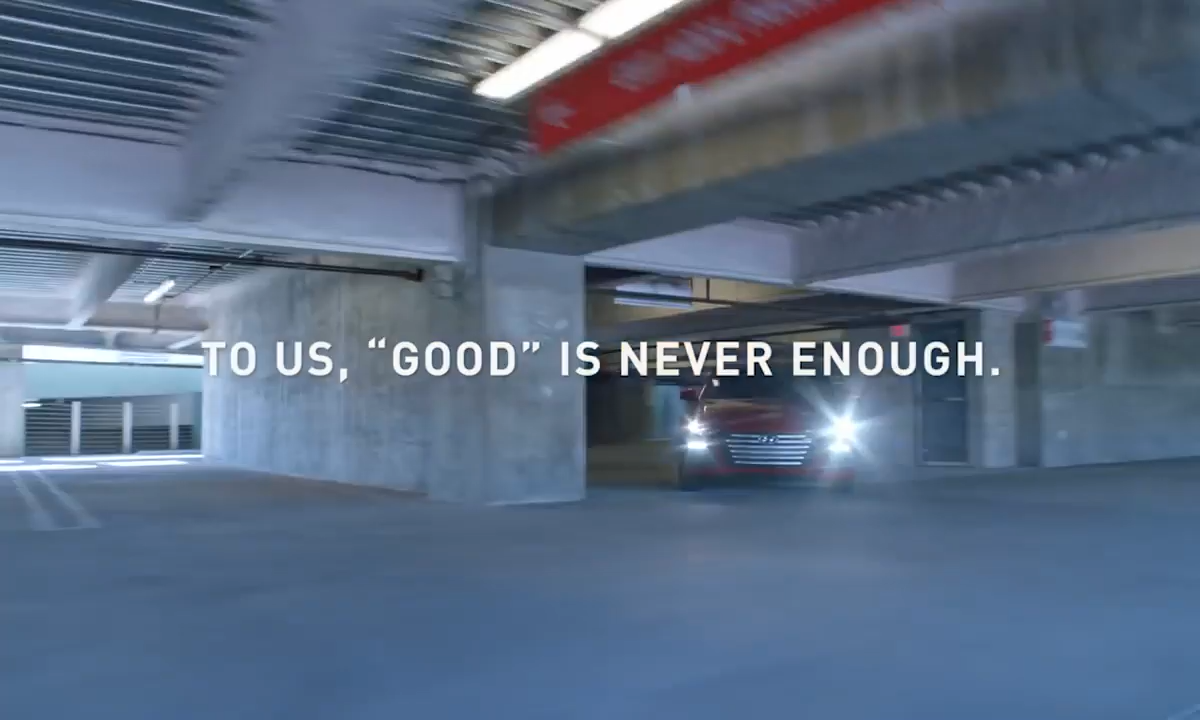 TO US, “GOOD” IS NEVER ENOUGH.